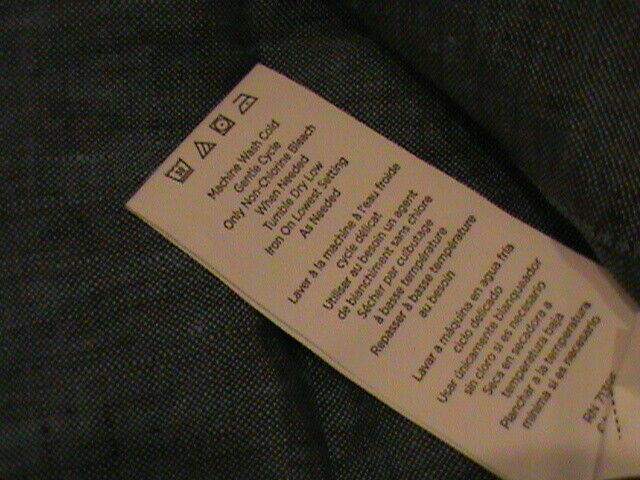 Machine Wash Cold
Gentle Cycle
Only Non-Chlorine Bleach
When Needed
Tumble Dry Low
Iron On Lowest Setting
As Needed
Laver à la machine à l'eau froide
cycle délicat
Utiliser au besoin un agent
de blanchiment sans chlore
Sécher par culbutage
à basse température
Repasser à basse température
au besoin
Lavar a máquina en agua fría
ciclo delicado
Usar únicamente blanqueador
sin cloro si es necesario
Seca en secadora a
temperatura baja
Planchar a la temperatura
mínima si es necesario
RN